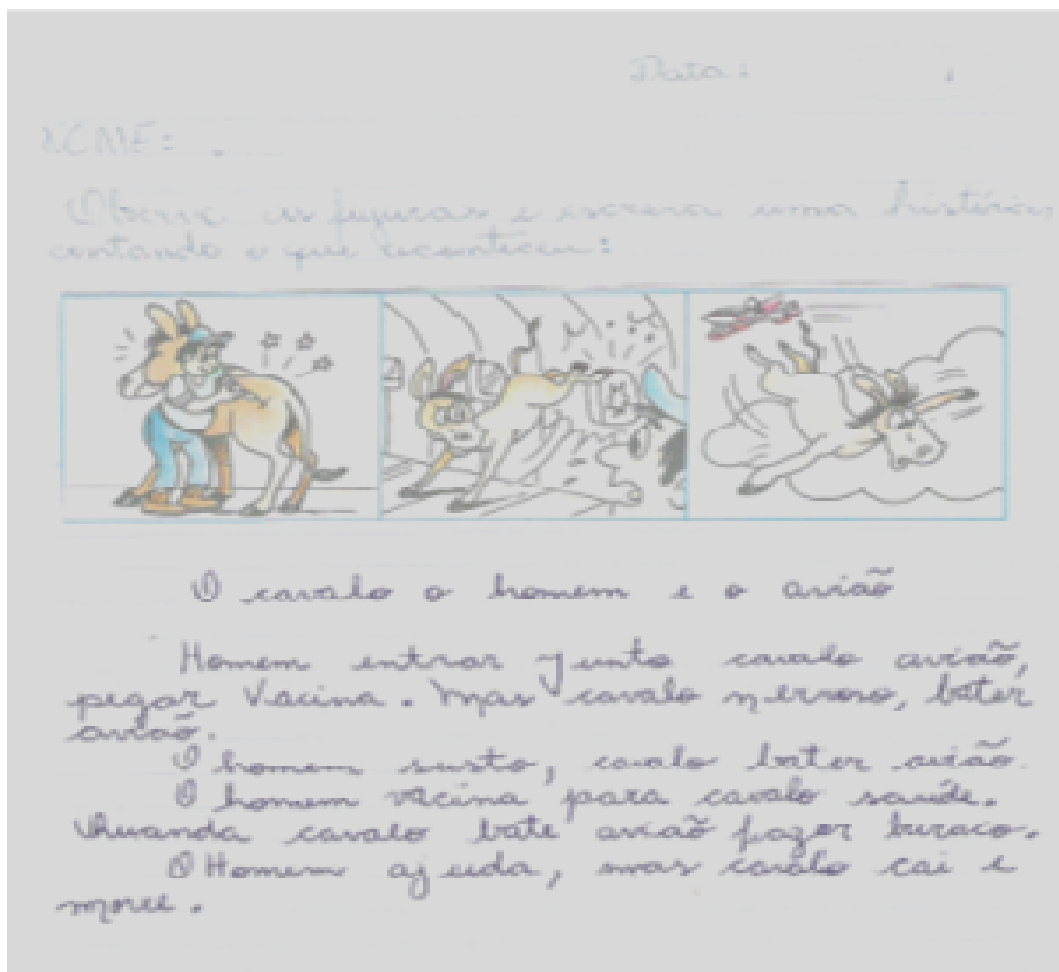 Data:
NOME:
Observe as figuras e escreva uma história,
contando o que aconteceu:
O cavalo o homem e o avião
Homem entrar junto cavalo avião,
pegar Vacina. Mas cavalo nervoso, bater
avião.
O homem susto, cavalo bater avião.
O homem vacina para cavalo saúde.
cavalo bate avião fazer buraco.
O Homem ajuda, mas cavalo cai e